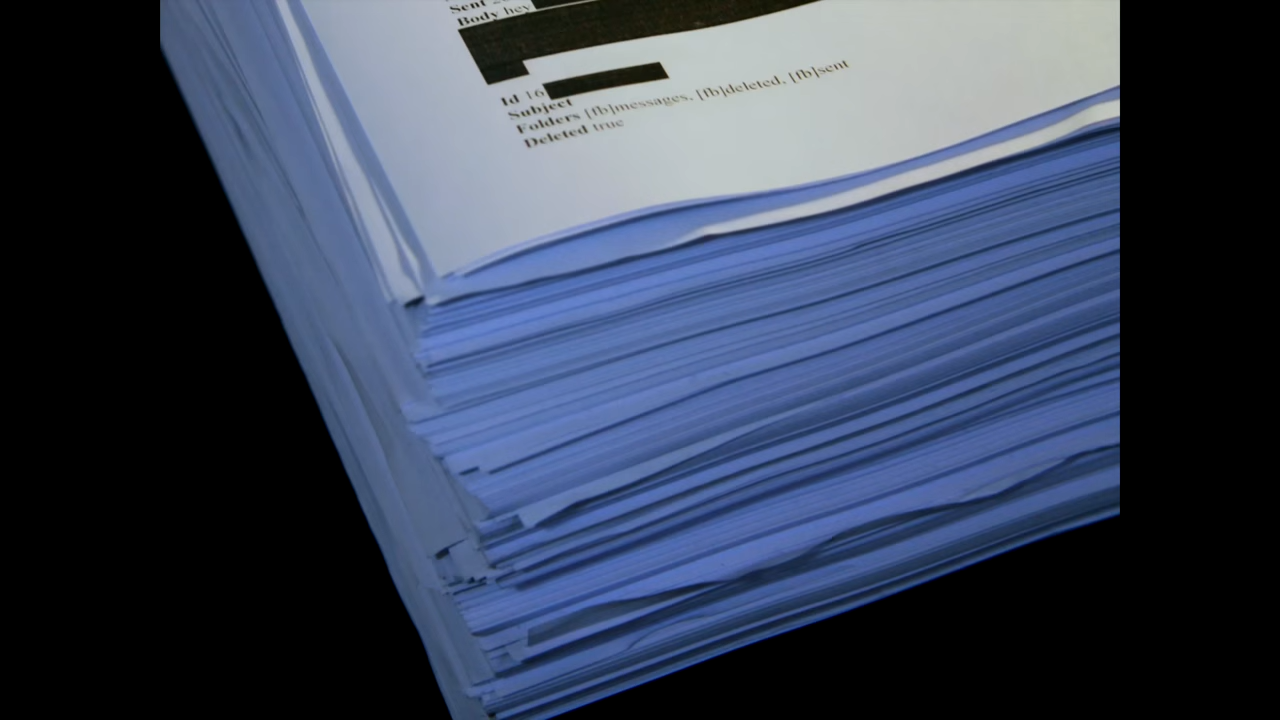 Sent
Body hey
Id 16
Subject
Folders [fb]messages, [fb]deleted, [fb]sent
Deleted true